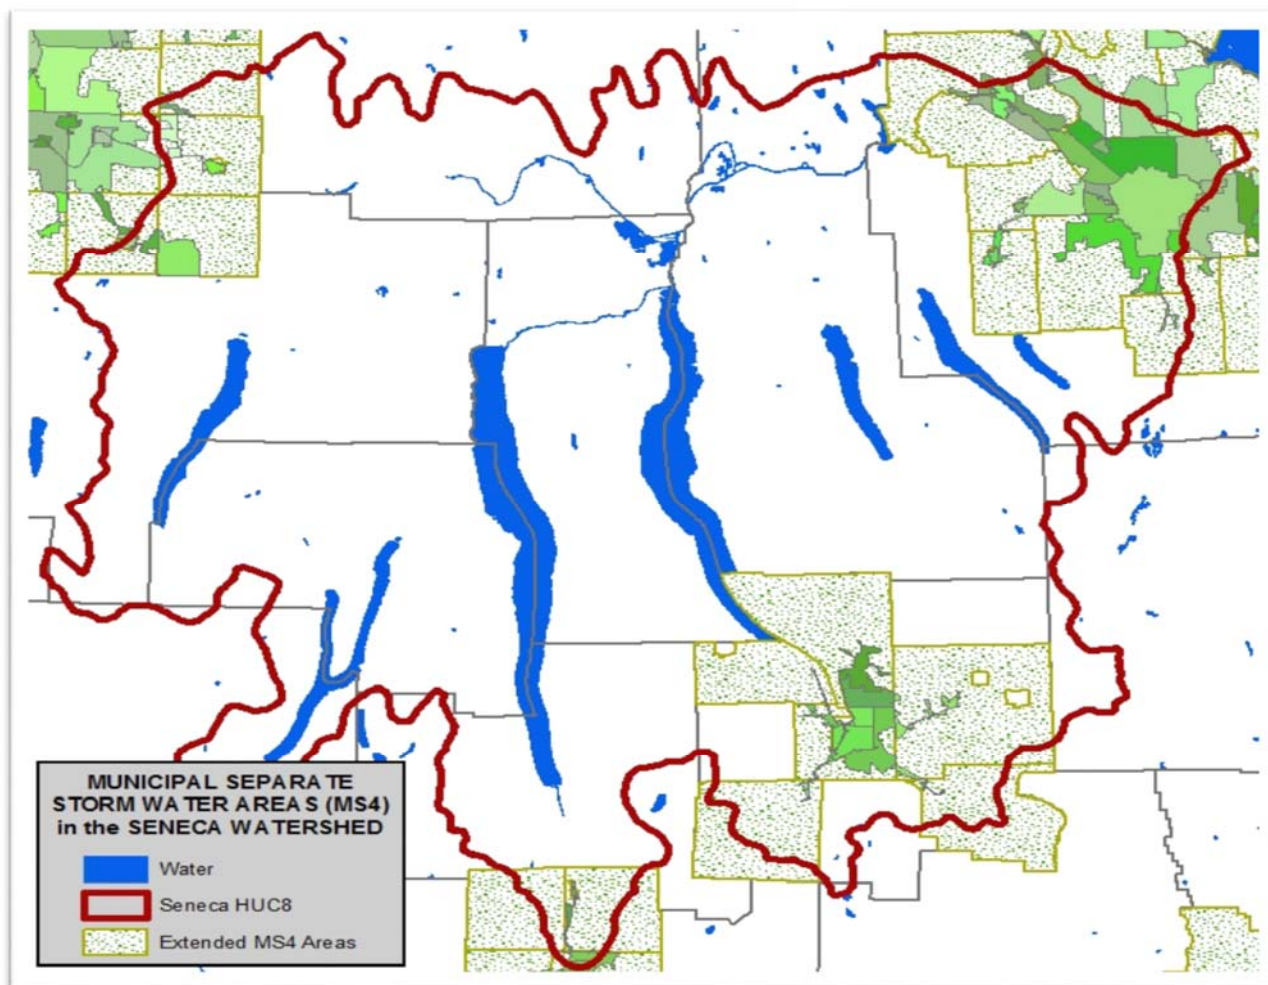 MUNICIPAL SEPARATE
STORM WATER AREAS (MS4)
in the SENECA WATERSHED
Water
Seneca HUC8
Extended MS4 Areas